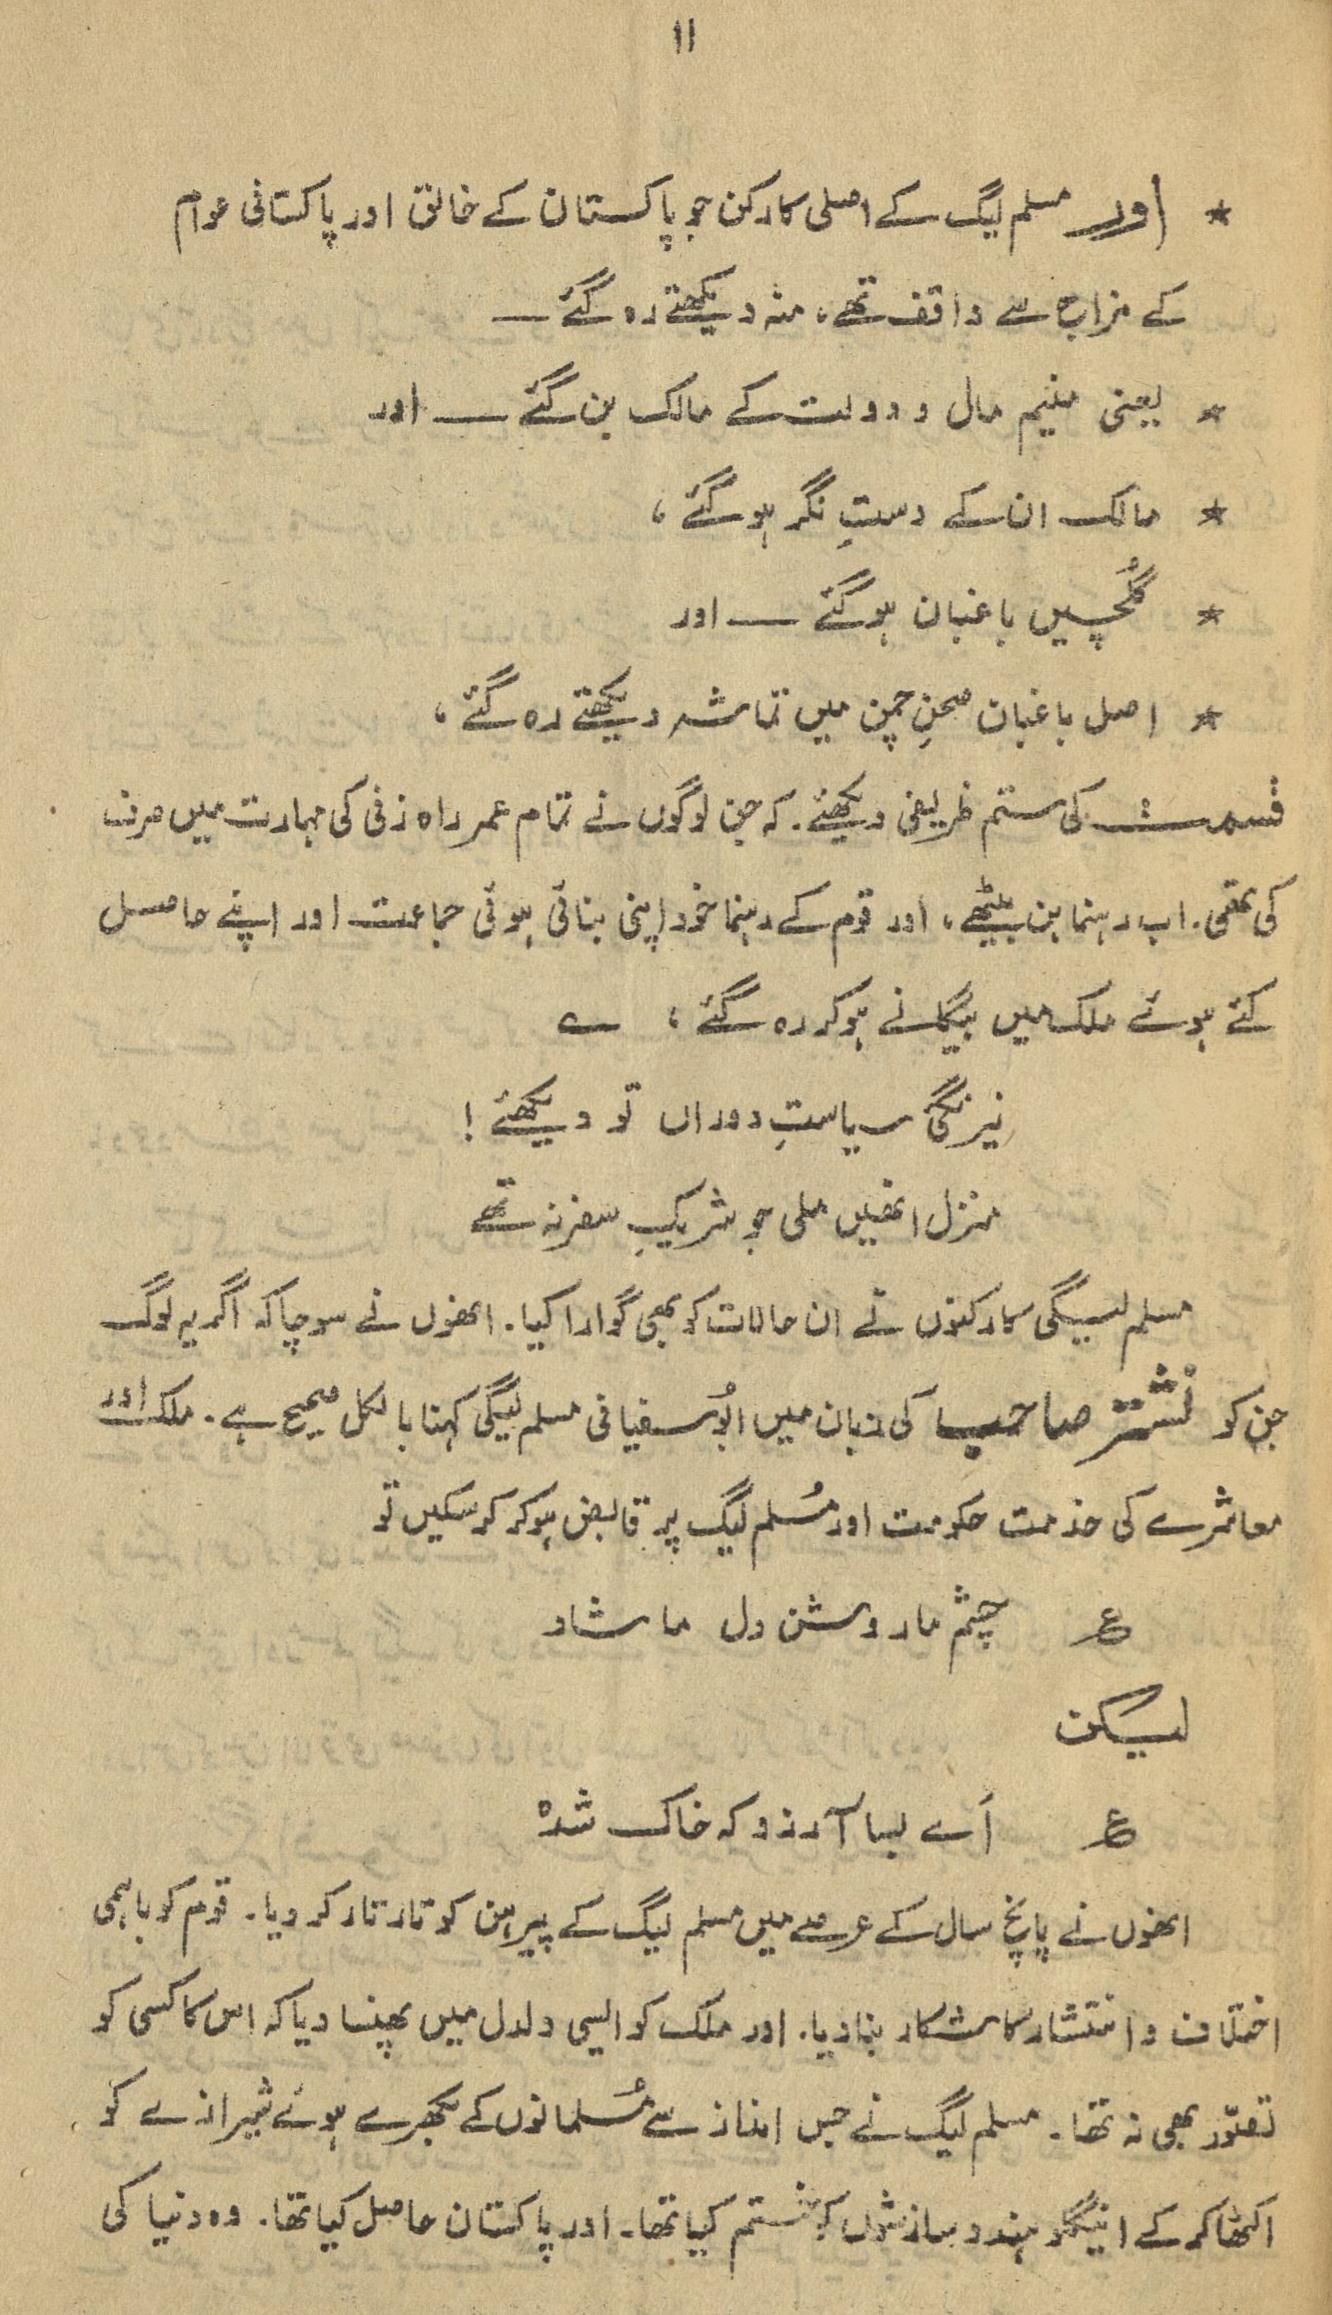 ۱۱
★ اور مسلم لیگ کے اصلی کارکن جو پاکستان کے خالق اور پاکستانی عوام
کے مزاج سے واقف تھے، منہ دیکھتے رہ گئے ــــ
★ یعنی منیم مال و دولت کے مالک بن گئے ــــ اور
★ مالک ان کے دستِ نگر ہو گئے ،
★ گُلچیں باغبان ہو گئے ــــ اور
★ اصل باغبان صحنِ چمن میں تماشہ دیکھتے رہ گئے ،
قسمت کی ستم ظریفی دیکھئے۔ کہ جن لوگوں نے تمام عمر راہ زنی کی مہارت میں صرف
کی تھی۔ اب رہنما بن بیٹھے، اور قوم کے رہنما خود اپنی بنائی ہوئی جماعت اور اپنے حاصل
کئے ہوئے ملک میں بیگانے ہو کر رہ گئے ، ؎
نیرنگیٔ سیاستِ دوراں تو دیکھئے !
منزل انھیں ملی جو شریکِ سفر نہ تھے
مسلم لیگی کارکنوں نے ان حالات کو بھی گوارا کیا۔ انھوں نے سوچا کہ اگر یہ لوگ
جن کو نشتر صاحب کی زبان میں ابُو سفیانی مسلم لیگی کہنا بالکل صحیح ہے۔ ملک اور
معاشرے کی خدمت حکومت اور مُسلم لیگ پر قابض ہو کر کر سکیں تو
ع چشم ما روشن دل ما شاد
لیکن
ع اَے بسا آرزو کہ خاک شدہ
انھوں نے پانچ سال کے عرصے میں مسلم لیگ کے پیرہن کو تار تار کر دیا۔ قوم کو باہمی
اختلاف و انتشار کا شکار بنا دیا۔ اور ملک کو ایسی دلدل میں پھنسا دیا کہ اس کا کسی کو
تصوّر بھی نہ تھا۔ مسلم لیگ نے جس انداز سے مُسلمانوں کے بکھرے ہوئے شیرازے کو
اکٹھا کر کے اینگلو ہندو سازشوں کو ختم کیا تھا۔ اور پاکستان حاصل کیا تھا۔ وہ دنیا کی